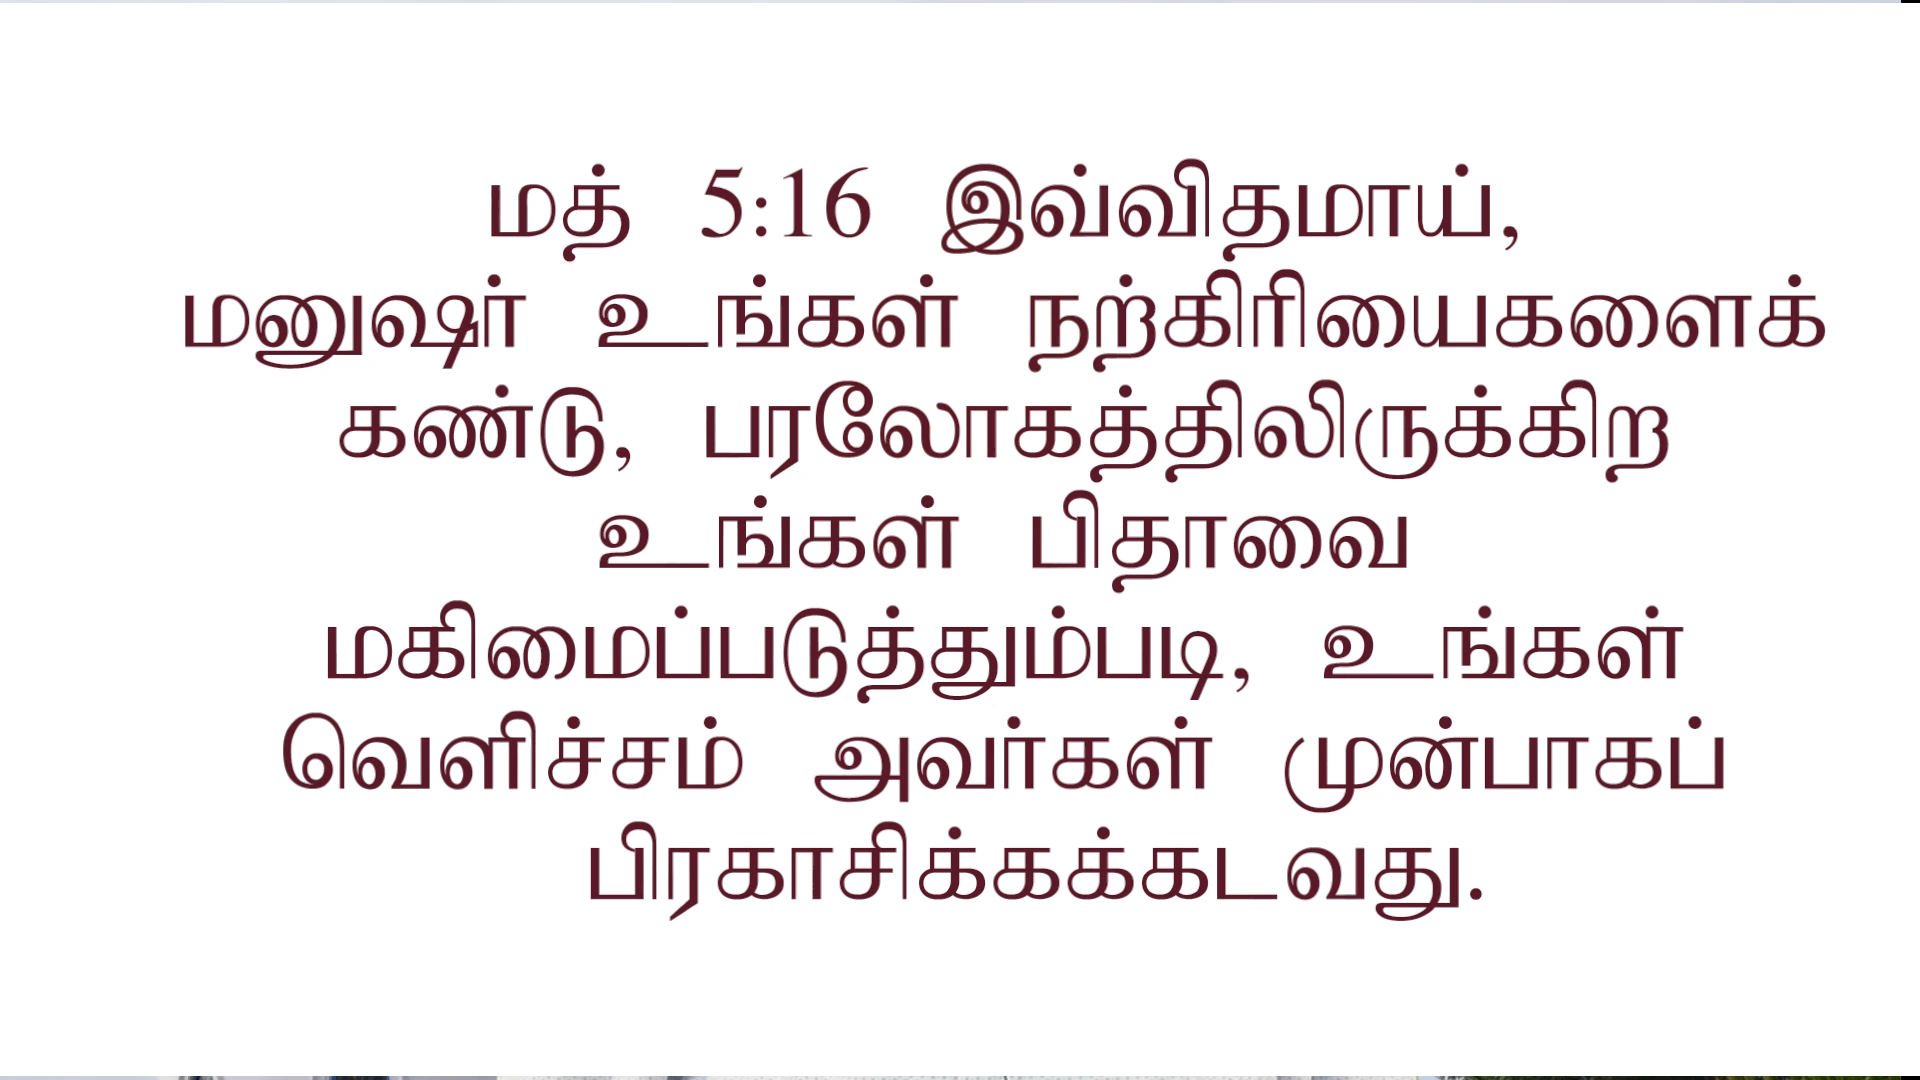 மத் 5:16 இவ்விதமாய்,
மனுஷர் உங்கள் நற்கிரியைகளைக்
கண்டு, பரலோகத்திலிருக்கிற
உங்கள் பிதாவை
மகிமைப்படுத்தும்படி, உங்கள்
வெளிச்சம் அவர்கள் முன்பாகப்
பிரகாசிக்கக்கடவது.